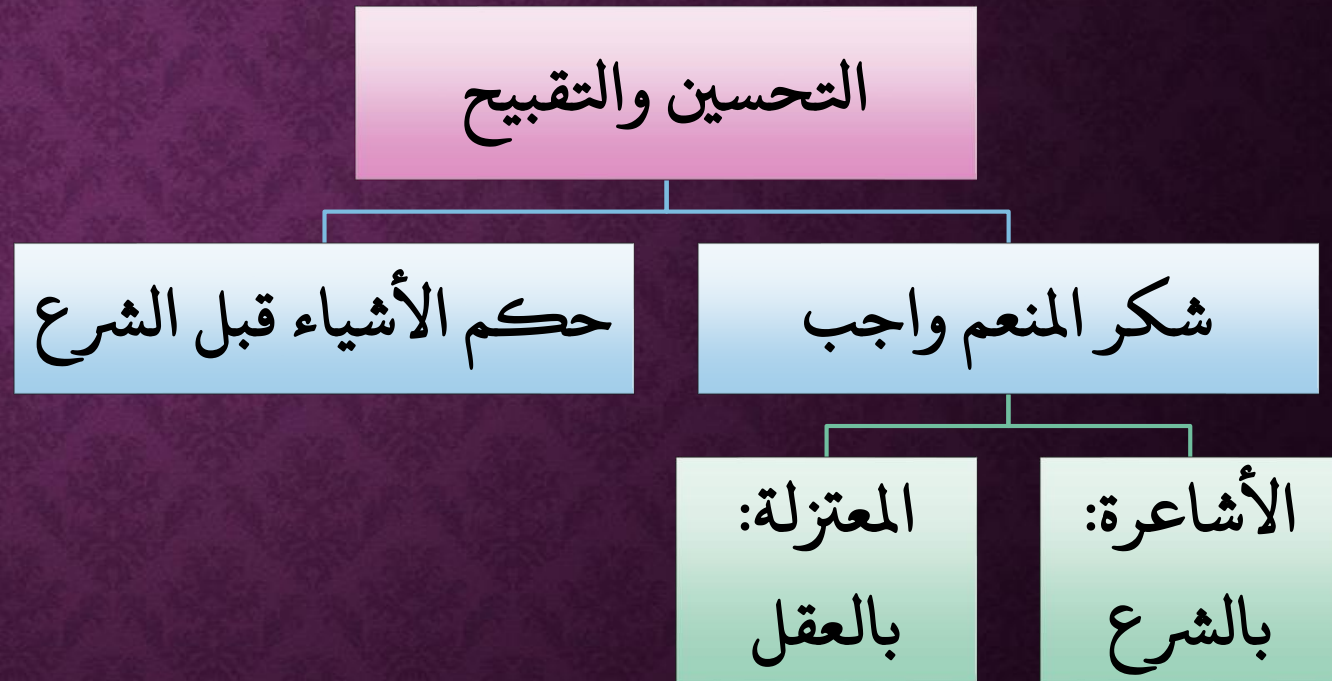 التحسين والتقبيح
شكر المنعم واجب
حكم الأشياء قبل الشرع
الأشاعرة:
بالشرع
المعتزلة:
بالعقل